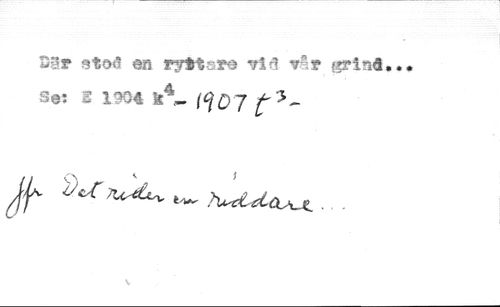 Där stod en ryttare vid vår grind...
Se: E 1904 k⁴- 1907 t³-
Jfr Det rider en riddare...